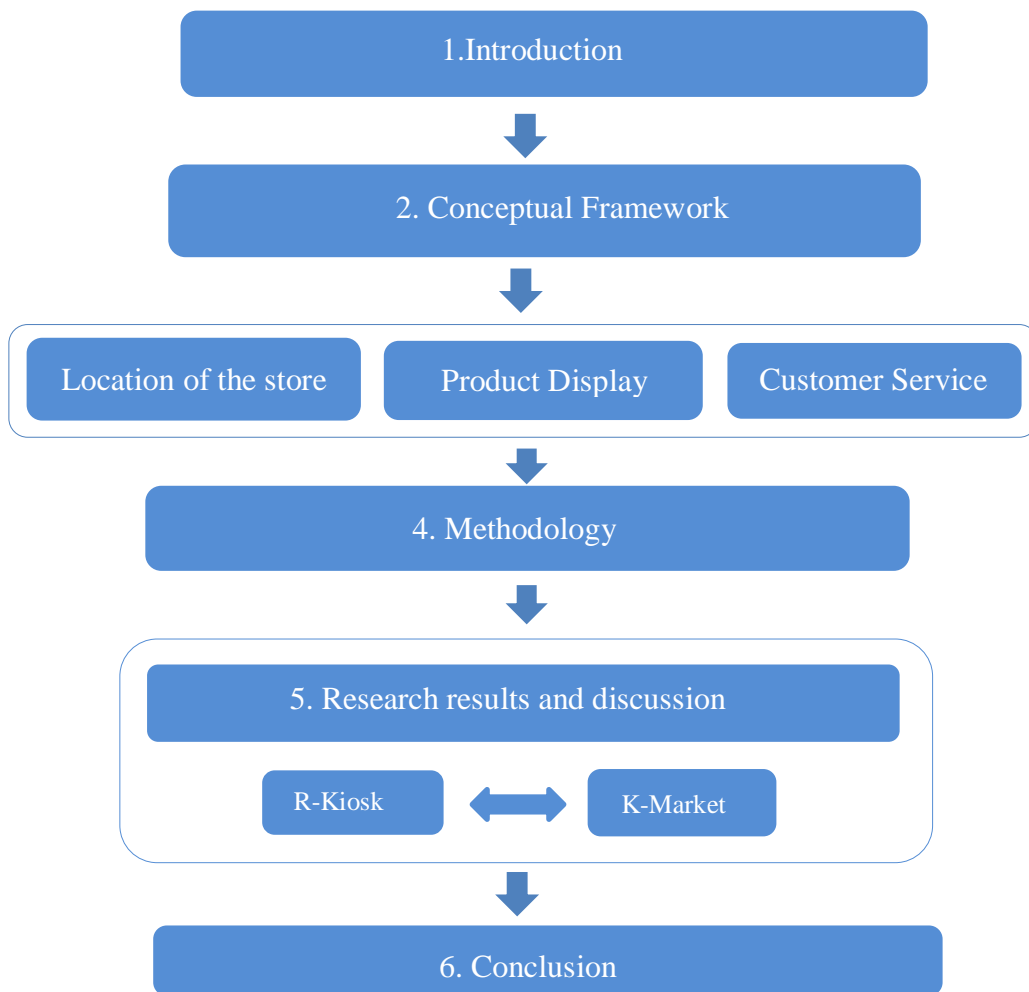 1.Introduction
2. Conceptual Framework
Location of the store
Product Display
Customer Service
4. Methodology
5. Research results and discussion
R-Kiosk
K-Market
6. Conclusion